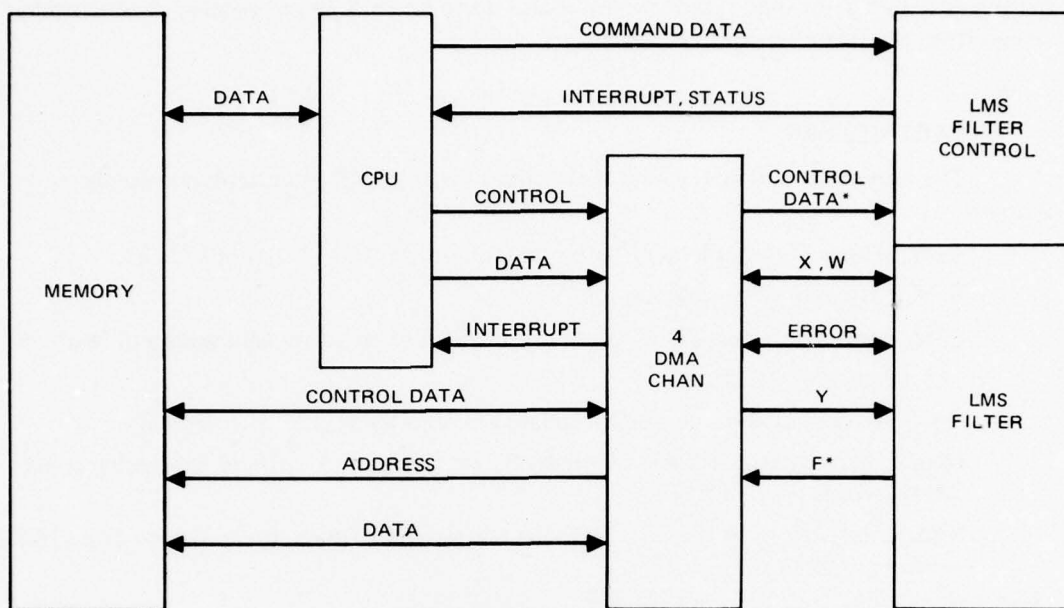 COMMAND DATA
DATA
INTERRUPT, STATUS
LMS
FILTER
CONTROL
CPU
CONTROL
CONTROL
DATA*
MEMORY
DATA
X, W
INTERRUPT
4
DMA
CHAN
ERROR
CONTROL DATA
Y
LMS
FILTER
ADDRESS
F*
DATA